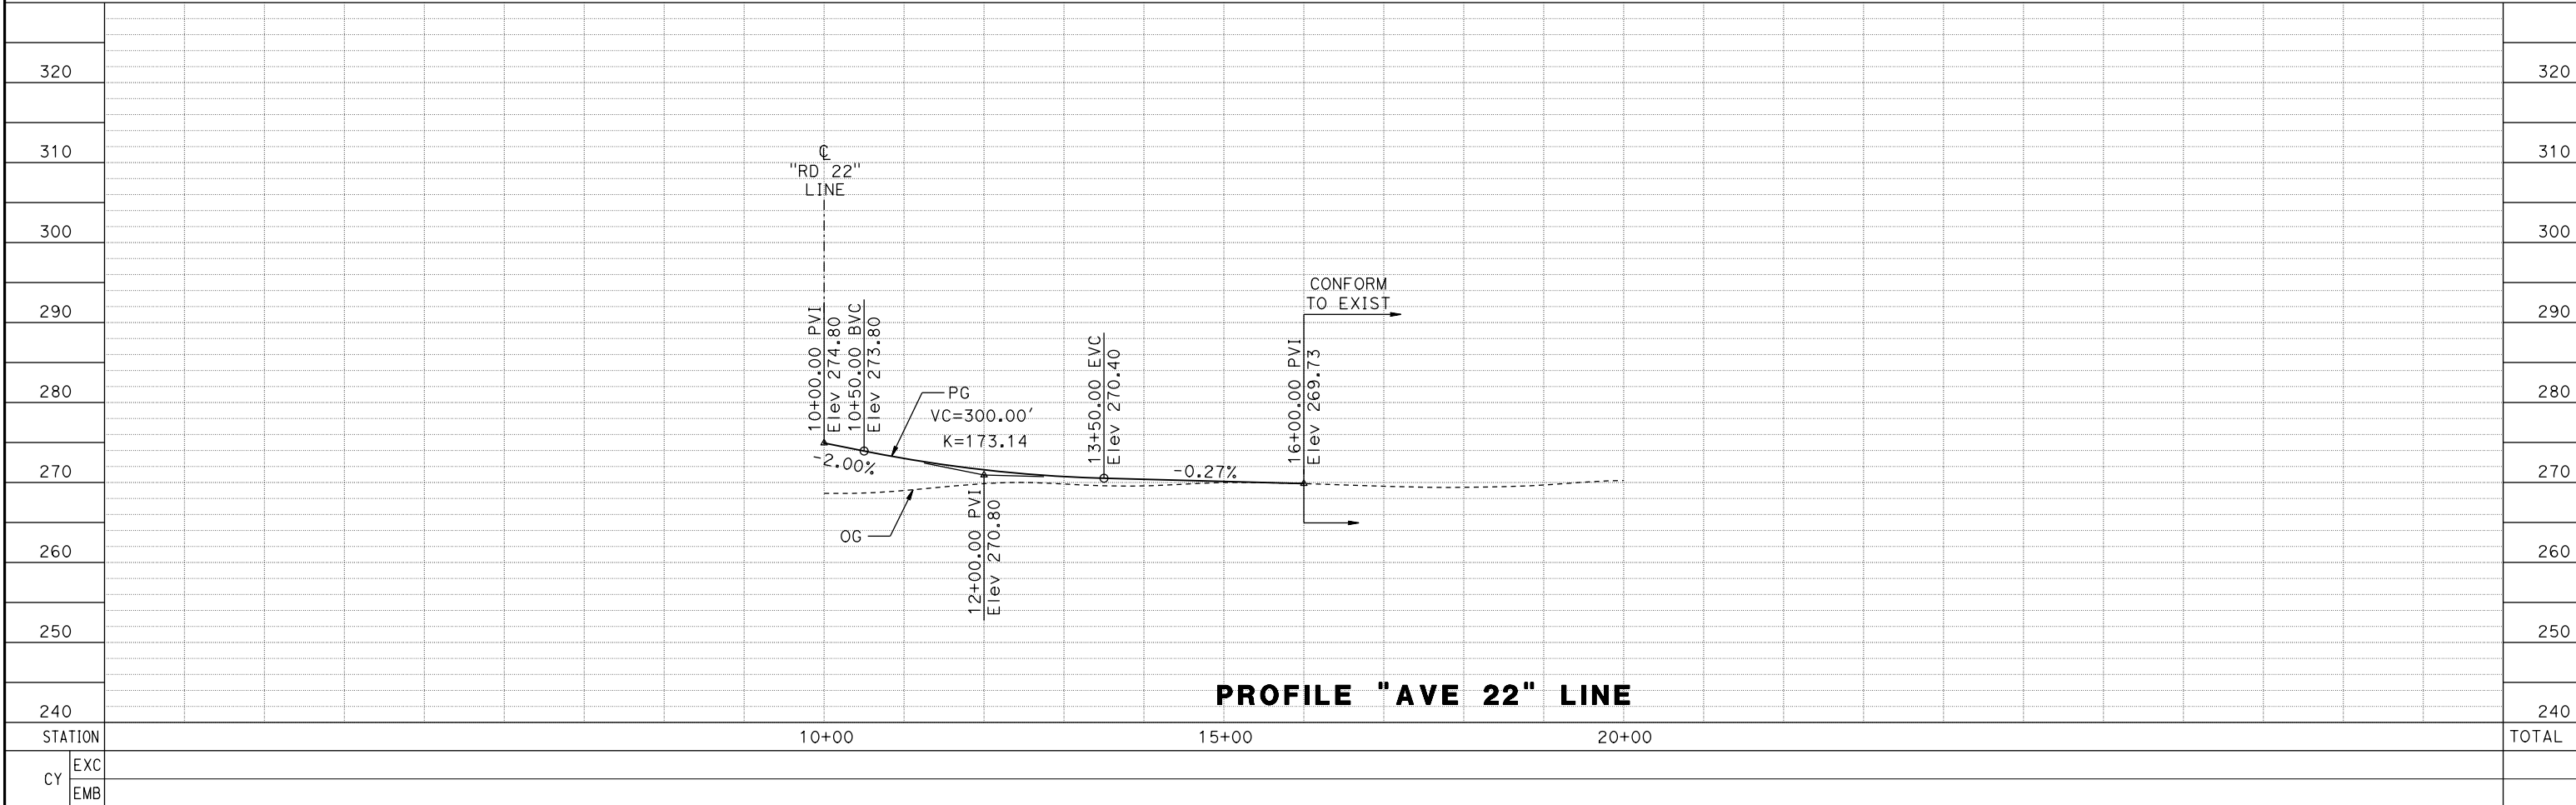 320 320
310 310
℄
"RD 22"
LINE
300 300
CONFORM
TO EXIST
290 290
10+00.00 PVI
Elev 274.80
10+50.00 BVC
Elev 273.80
13+50.00 EVC
Elev 270.40
16+00.00 PVI
Elev 269.73
280 280
PG
VC=300.00'
K=173.14
-2.00%
-0.27%
270 270
12+00.00 PVI
Elev 270.80
OG
260 260
250 250
PROFILE "AVE 22" LINE
240 240
STATION 10+00 15+00 20+00 TOTAL
CY
EXC
EMB